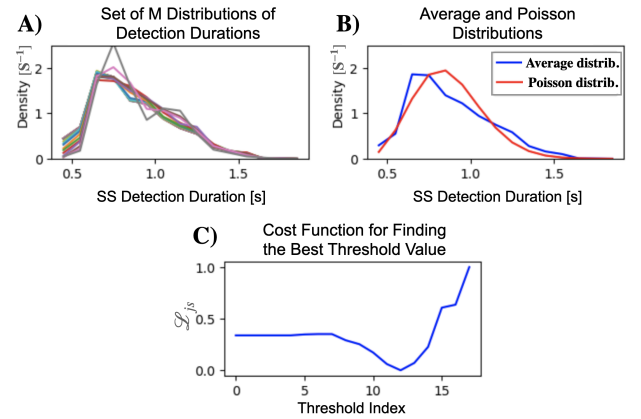 A)
Set of M Distributions of
Detection Durations
Density [S⁻¹]
2
1
0
0.5
1.0
1.5
SS Detection Duration [s]
B)
Average and Poisson
Distributions
Density [S⁻¹]
2
1
0
Average distrib.
Poisson distrib.
0.5
1.0
1.5
SS Detection Duration [s]
C)
Cost Function for Finding
the Best Threshold Value
ℒjs
1.0
0.5
0.0
0
5
10
15
Threshold Index